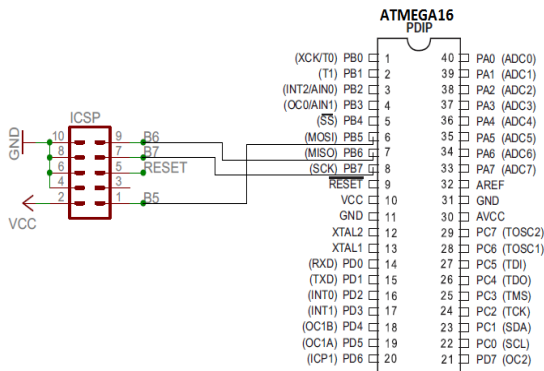 ATMEGA16
PDIP
(XCK/T0) PB0 1 40 PA0 (ADC0)
(T1) PB1 2 39 PA1 (ADC1)
(INT2/AIN0) PB2 3 38 PA2 (ADC2)
(OC0/AIN1) PB3 4 37 PA3 (ADC3)
(SS) PB4 5 36 PA4 (ADC4)
(MOSI) PB5 6 35 PA5 (ADC5)
(MISO) PB6 7 34 PA6 (ADC6)
(SCK) PB7 8 33 PA7 (ADC7)
RESET 9 32 AREF
VCC 10 31 GND
GND 11 30 AVCC
XTAL2 12 29 PC7 (TOSC2)
XTAL1 13 28 PC6 (TOSC1)
(RXD) PD0 14 27 PC5 (TDI)
(TXD) PD1 15 26 PC4 (TDO)
(INT0) PD2 16 25 PC3 (TMS)
(INT1) PD3 17 24 PC2 (TCK)
(OC1B) PD4 18 23 PC1 (SDA)
(OC1A) PD5 19 22 PC0 (SCL)
(ICP1) PD6 20 21 PD7 (OC2)
ICSP
GND
10 9 B6
8 7 B7
6 5 RESET
4 3
2 1 B5
VCC